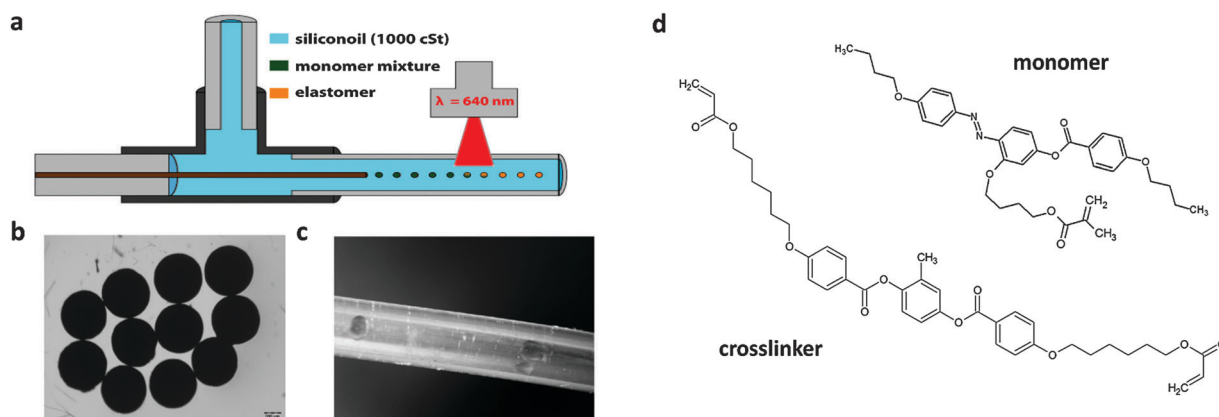 a
siliconoil (1000 cSt)
monomer mixture
elastomer
λ = 640 nm
b
c
d
monomer
H₃C
O
N
N
O
O
O
CH₃
O
O
O
CH₂
CH₃
H₂C
O
O
O
O
O
CH₃
O
O
O
O
O
H₂C
crosslinker